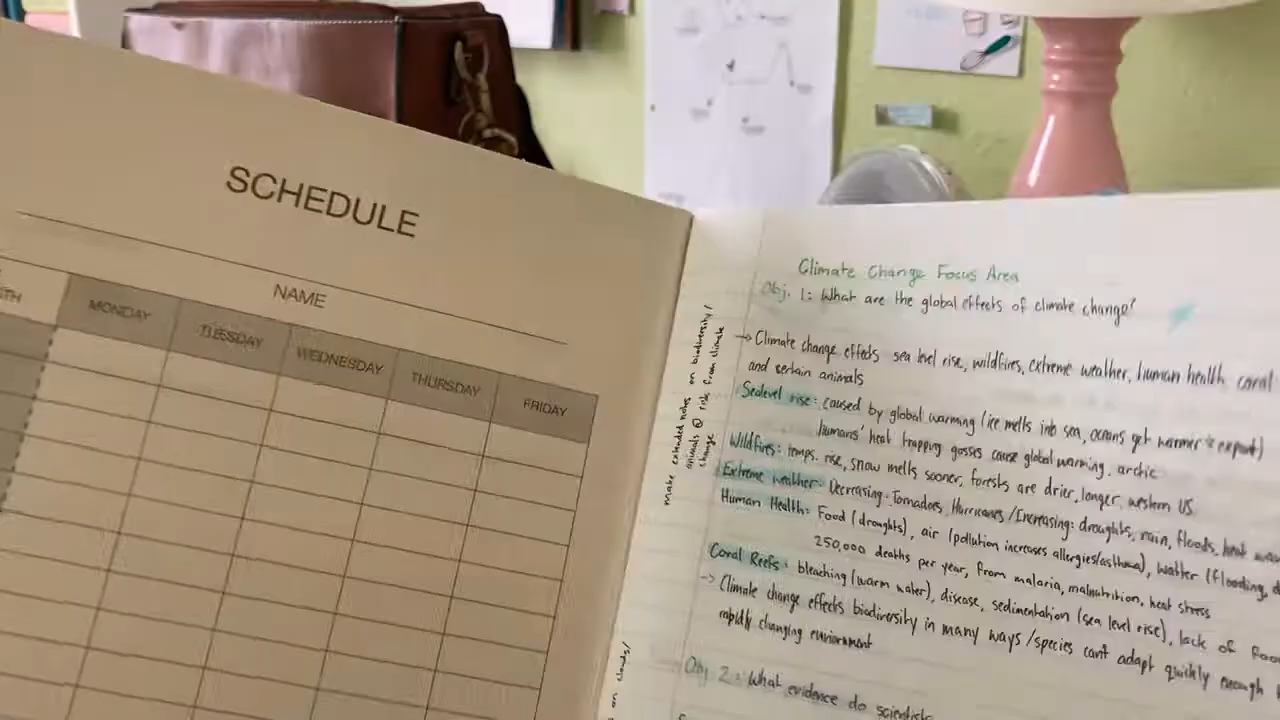 SCHEDULE
NAME
TH
MONDAY
TUESDAY
WEDNESDAY
THURSDAY
FRIDAY
Climate Change Focus Area
Obj. 1: What are the global effects of climate change?
→ Climate change effects sea level rise, wildfires, extreme weather, human health, coral
and certain animals
Sealevel rise: caused by global warming (ice melts into sea, oceans get warmer & expand)
humans' heat trapping gasses cause global warming, arctic
Wildfires: temps. rise, snow melts sooner, forests are drier, longer, western US
Extreme weather: Decreasing: Tornadoes, Hurricanes / Increasing: droughts, rain, floods, heat
Human Health: Food (droughts), air (pollution increases allergies/asthma), watter (flooding,
250,000 deaths per year, from malaria, malnutrition, heat stress
Coral Reefs: bleaching (warm water), disease, sedimentation (sea level rise), lack of
-> Climate change effects biodiversity in many ways / species can't adapt quickly enough
rapidly changing environment
Obj 2: What evidence do scientists
make extended notes on biodiversity /
animals @ risk from climate
change
on clouds/